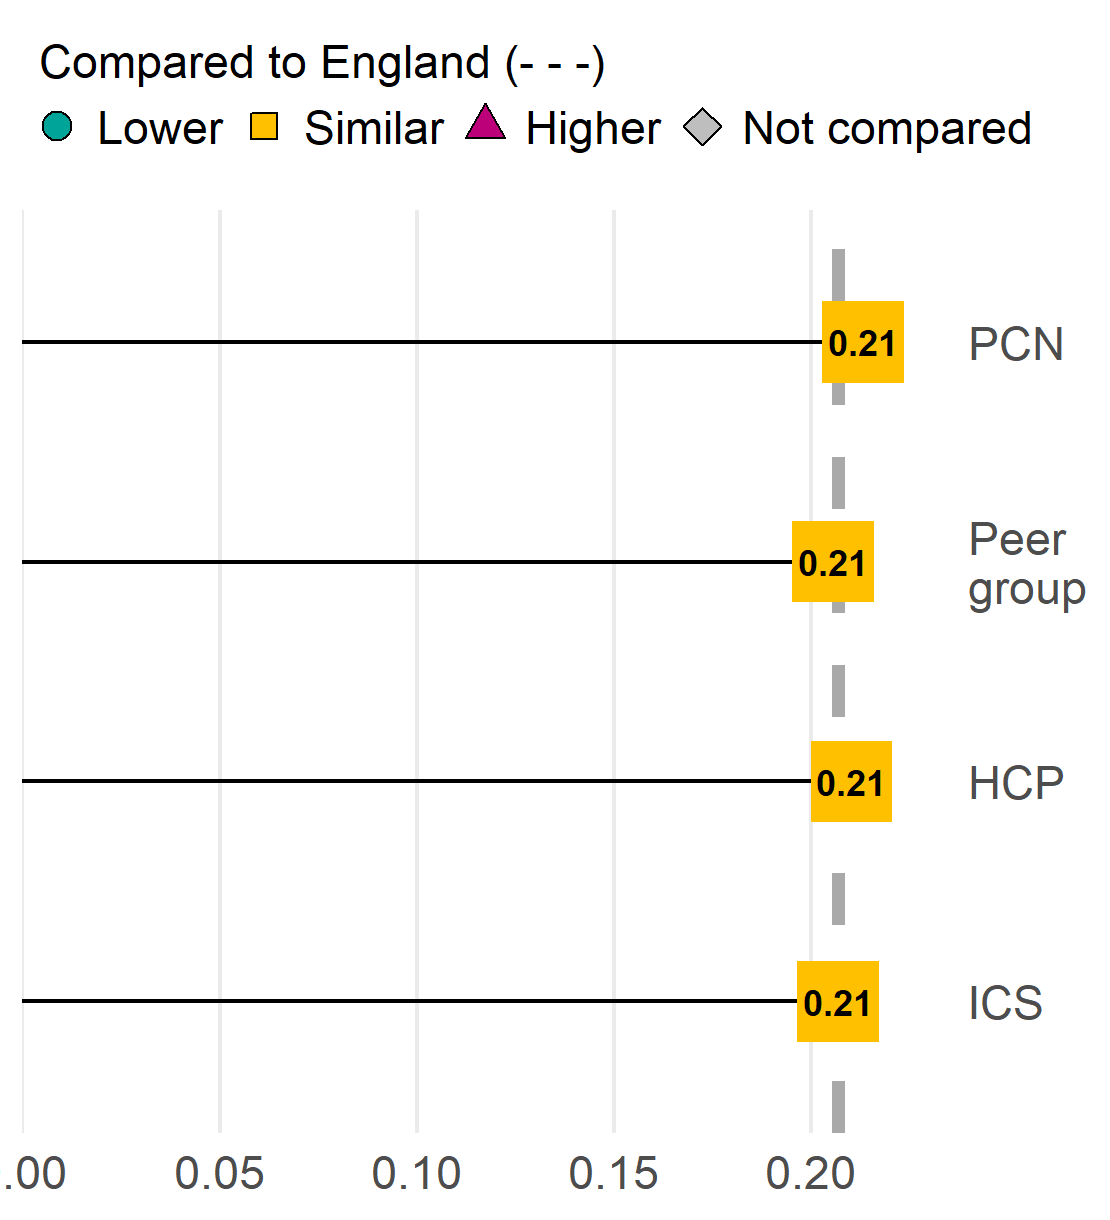 Compared to England (- - -)
Lower Similar Higher Not compared
0.21 PCN
0.21 Peer
group
0.21 HCP
0.21 ICS
.00 0.05 0.10 0.15 0.20